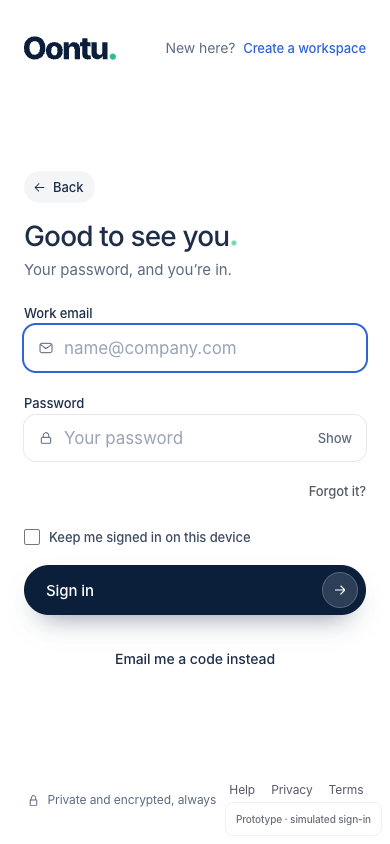 Oontu.
New here? Create a workspace
← Back
Good to see you.
Your password, and you’re in.
Work email
name@company.com
Password
Your password Show
Forgot it?
Keep me signed in on this device
Sign in →
Email me a code instead
Help Privacy Terms
Private and encrypted, always
Prototype · simulated sign-in